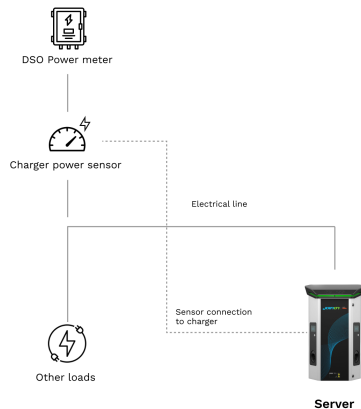 DSO Power meter
Charger power sensor
Electrical line
Sensor connection
to charger
Other loads
Server